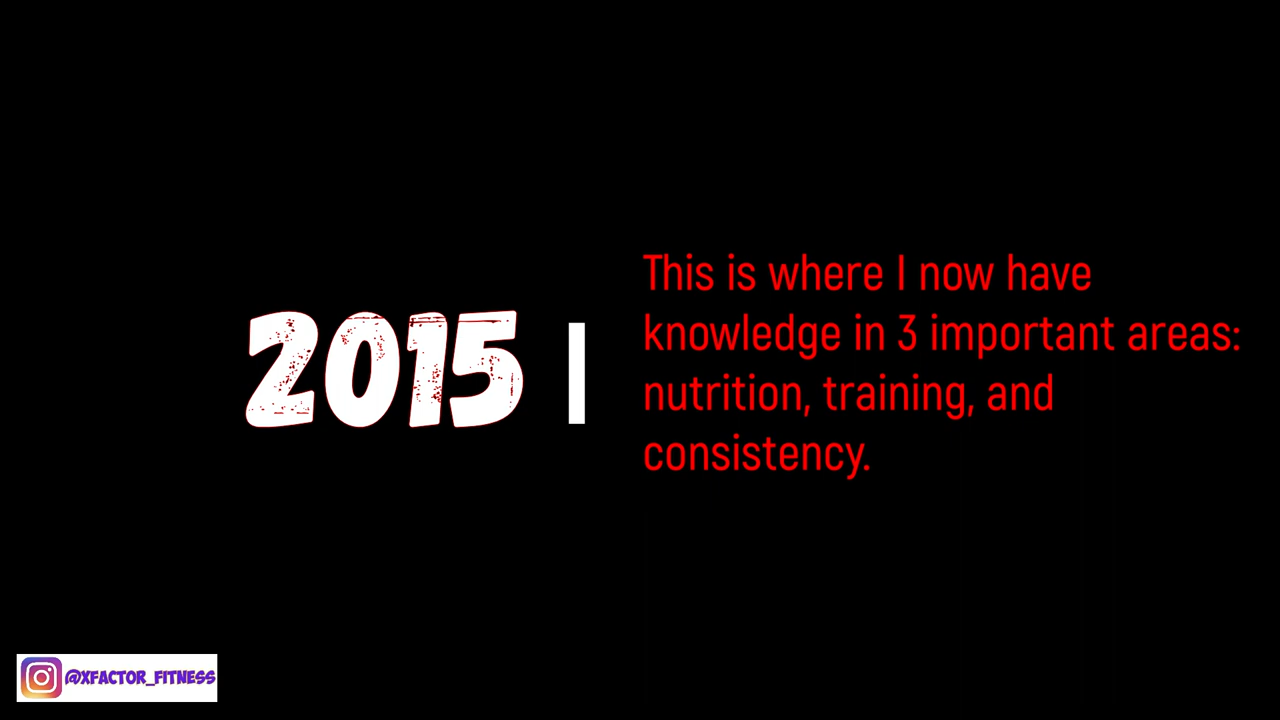 2015
This is where I now have
knowledge in 3 important areas:
nutrition, training, and
consistency.
@XFACTOR_FITNESS